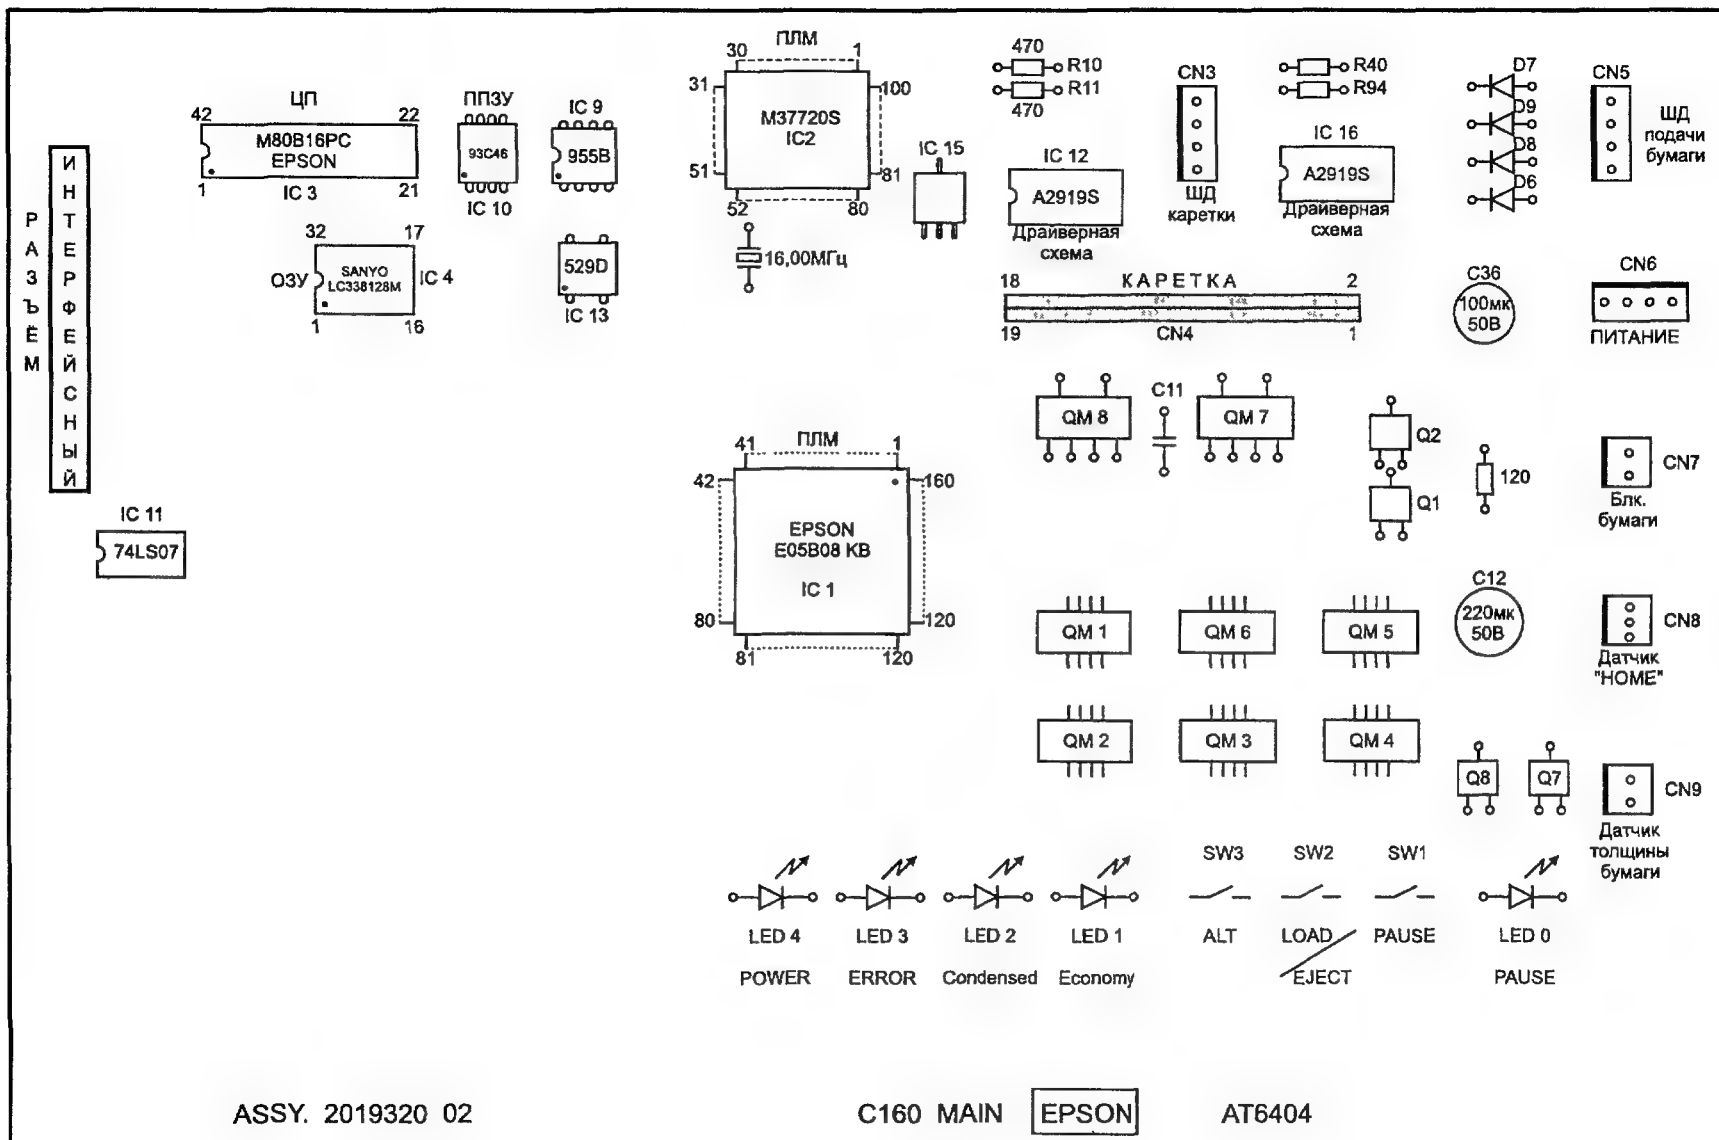 РАЗЪЁМ
ИНТЕРФЕЙСНЫЙ
ЦП
42 22
M80B16PC
EPSON
1 21
IC 3
ППЗУ
93C46
IC 10
IC 9
955B
32 17
ОЗУ
SANYO
LC338128M
IC 4
1 16
529D
IC 13
IC 11
74LS07
ПЛМ
30 1
31 100
M37720S
IC2
51 81
52 80
16,00МГц
IC 15
470
R10
R11
470
IC 12
A2919S
Драйверная
схема
CN3
ШД
каретки
R40
R94
IC 16
A2919S
Драйверная
схема
D7
D9
D8
D6
CN5
ШД
подачи
бумаги
18 КАРЕТКА 2
19 CN4 1
C36
100мк
50В
CN6
ПИТАНИЕ
QM 8
C11
QM 7
Q2
Q1
120
CN7
Блк.
бумаги
ПЛМ
41 1
42 160
EPSON
E05B08 KB
IC 1
80 120
81 120
QM 1
QM 6
QM 5
C12
220мк
50В
CN8
Датчик
"HOME"
QM 2
QM 3
QM 4
Q8
Q7
CN9
Датчик
толщины
бумаги
SW3 SW2 SW1
LED 4 LED 3 LED 2 LED 1 ALT LOAD PAUSE LED 0
POWER ERROR Condensed Economy /EJECT PAUSE
ASSY. 2019320 02 C160 MAIN EPSON AT6404